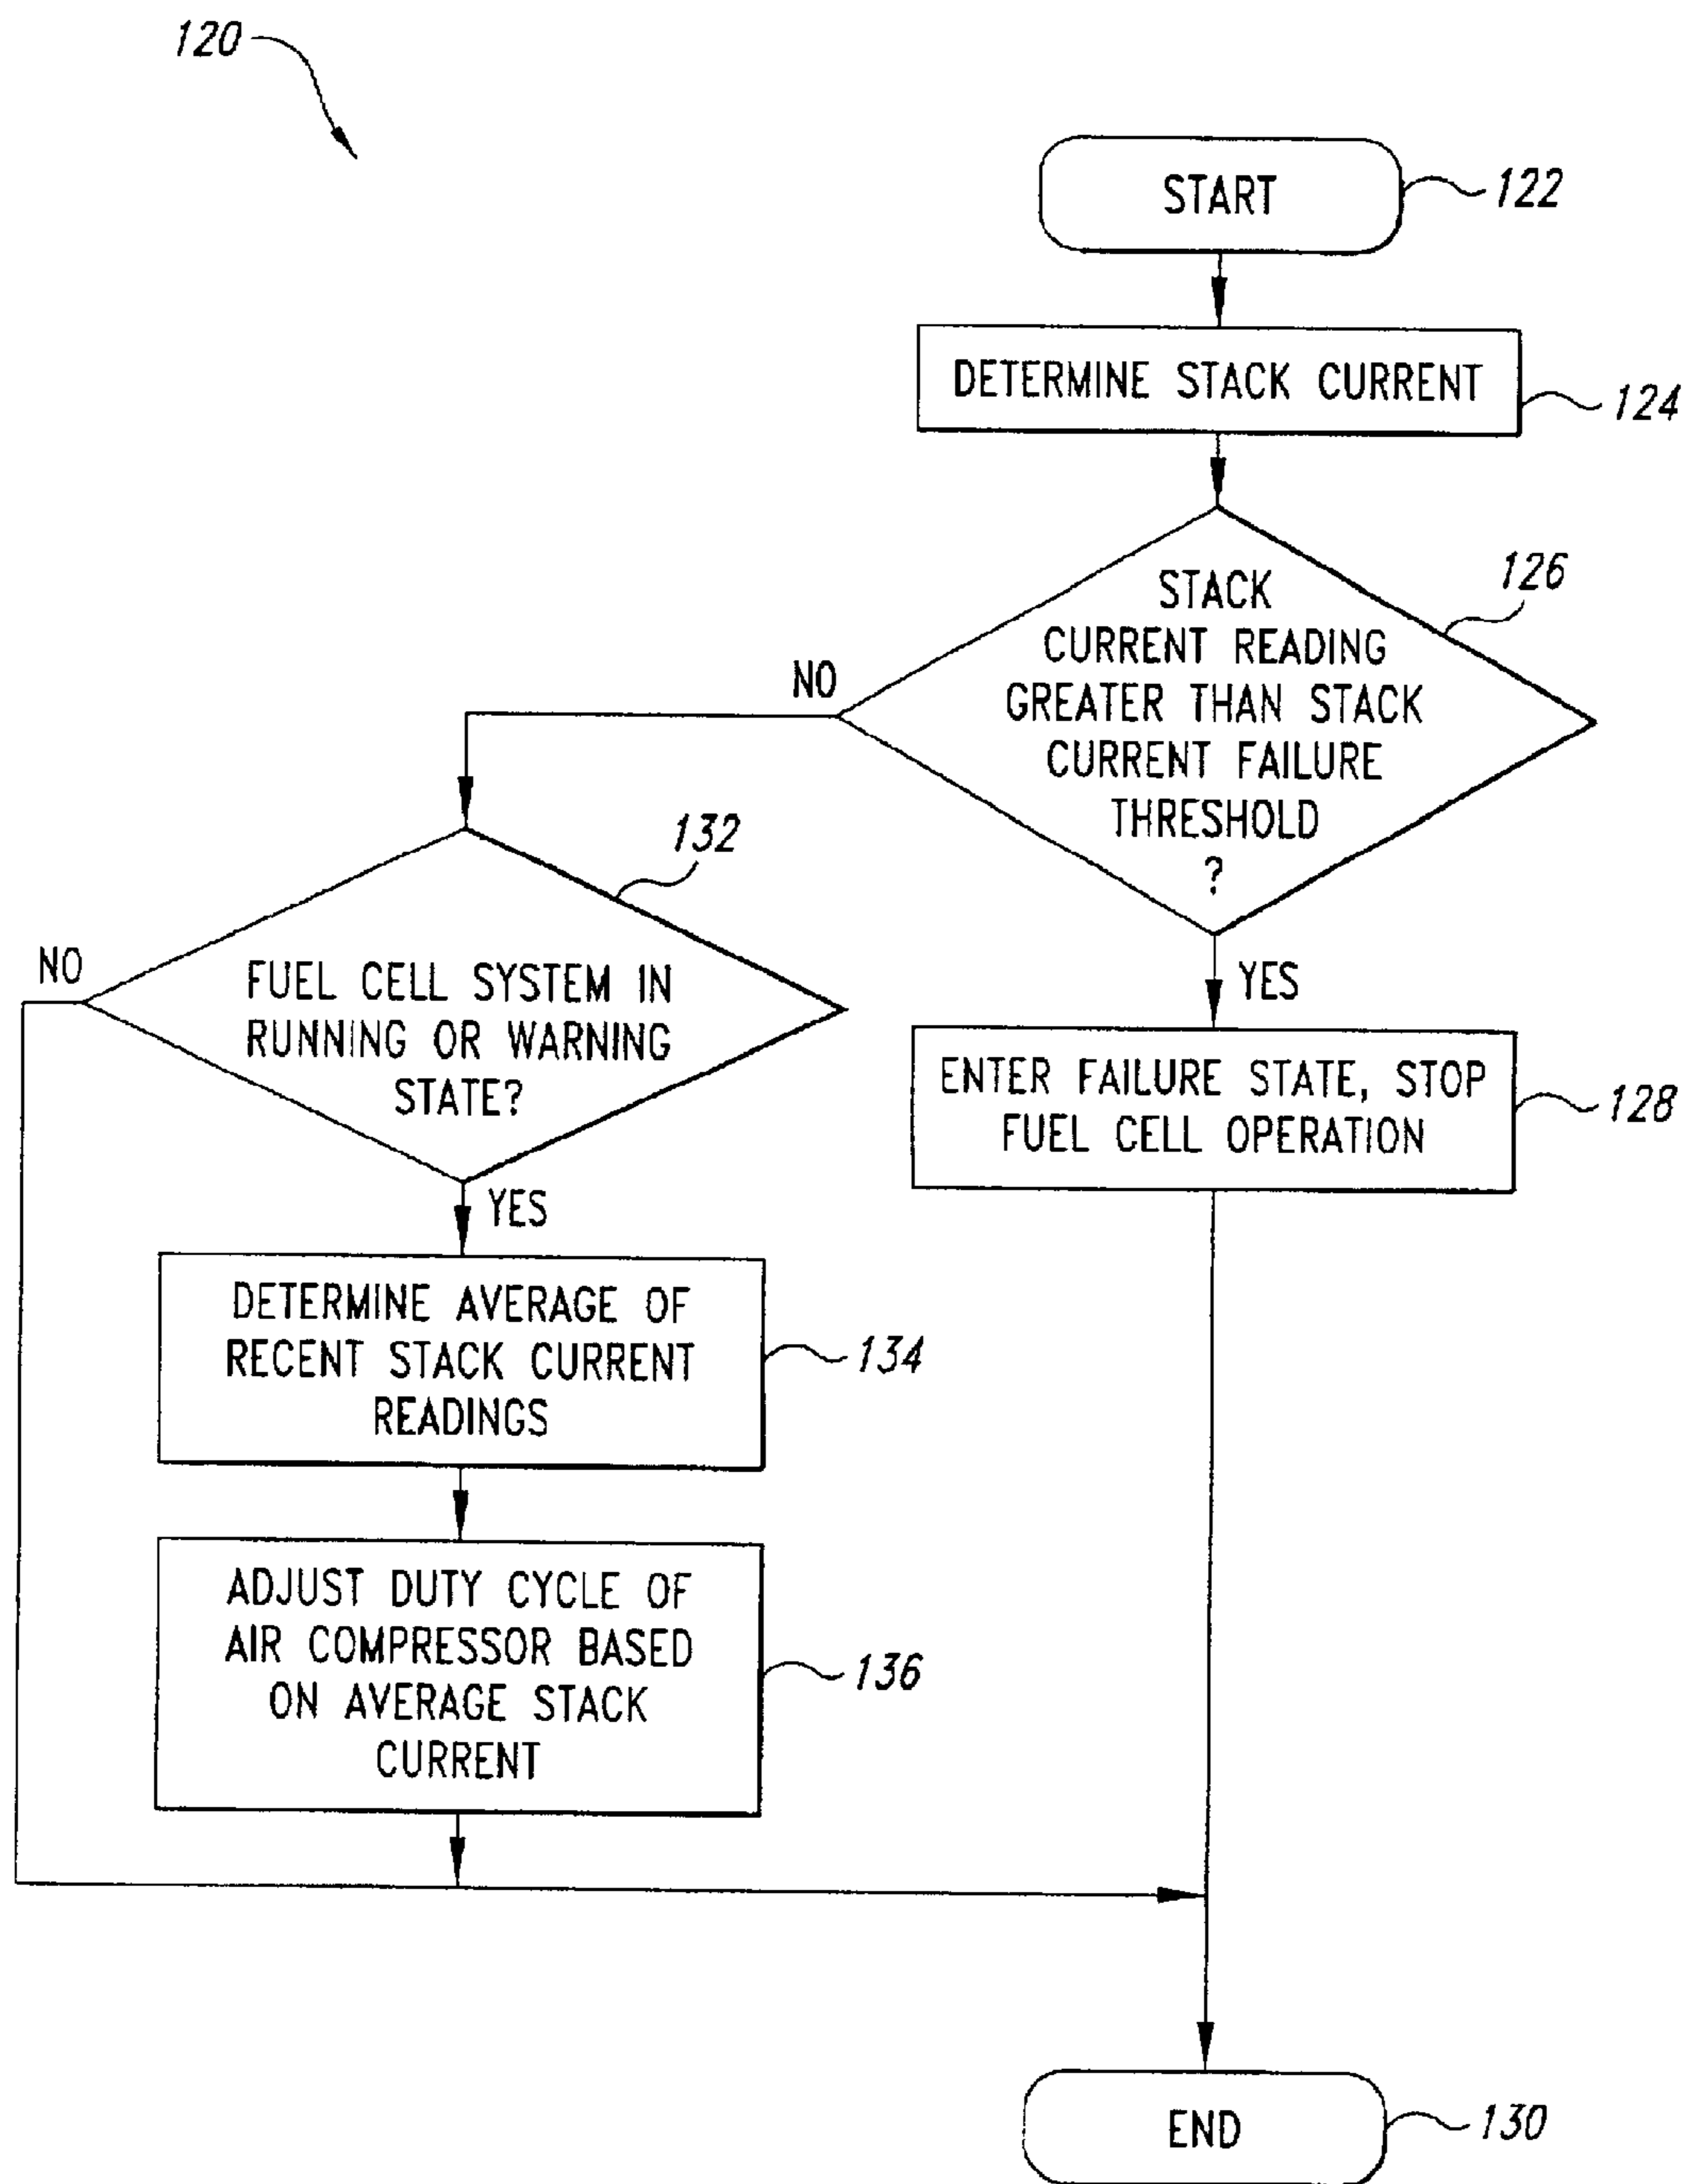 120
START
122
DETERMINE STACK CURRENT
124
STACK
CURRENT READING
GREATER THAN STACK
CURRENT FAILURE
THRESHOLD
?
126
NO
YES
132
FUEL CELL SYSTEM IN
RUNNING OR WARNING
STATE?
NO
YES
ENTER FAILURE STATE, STOP
FUEL CELL OPERATION
128
DETERMINE AVERAGE OF
RECENT STACK CURRENT
READINGS
134
ADJUST DUTY CYCLE OF
AIR COMPRESSOR BASED
ON AVERAGE STACK
CURRENT
136
END
130